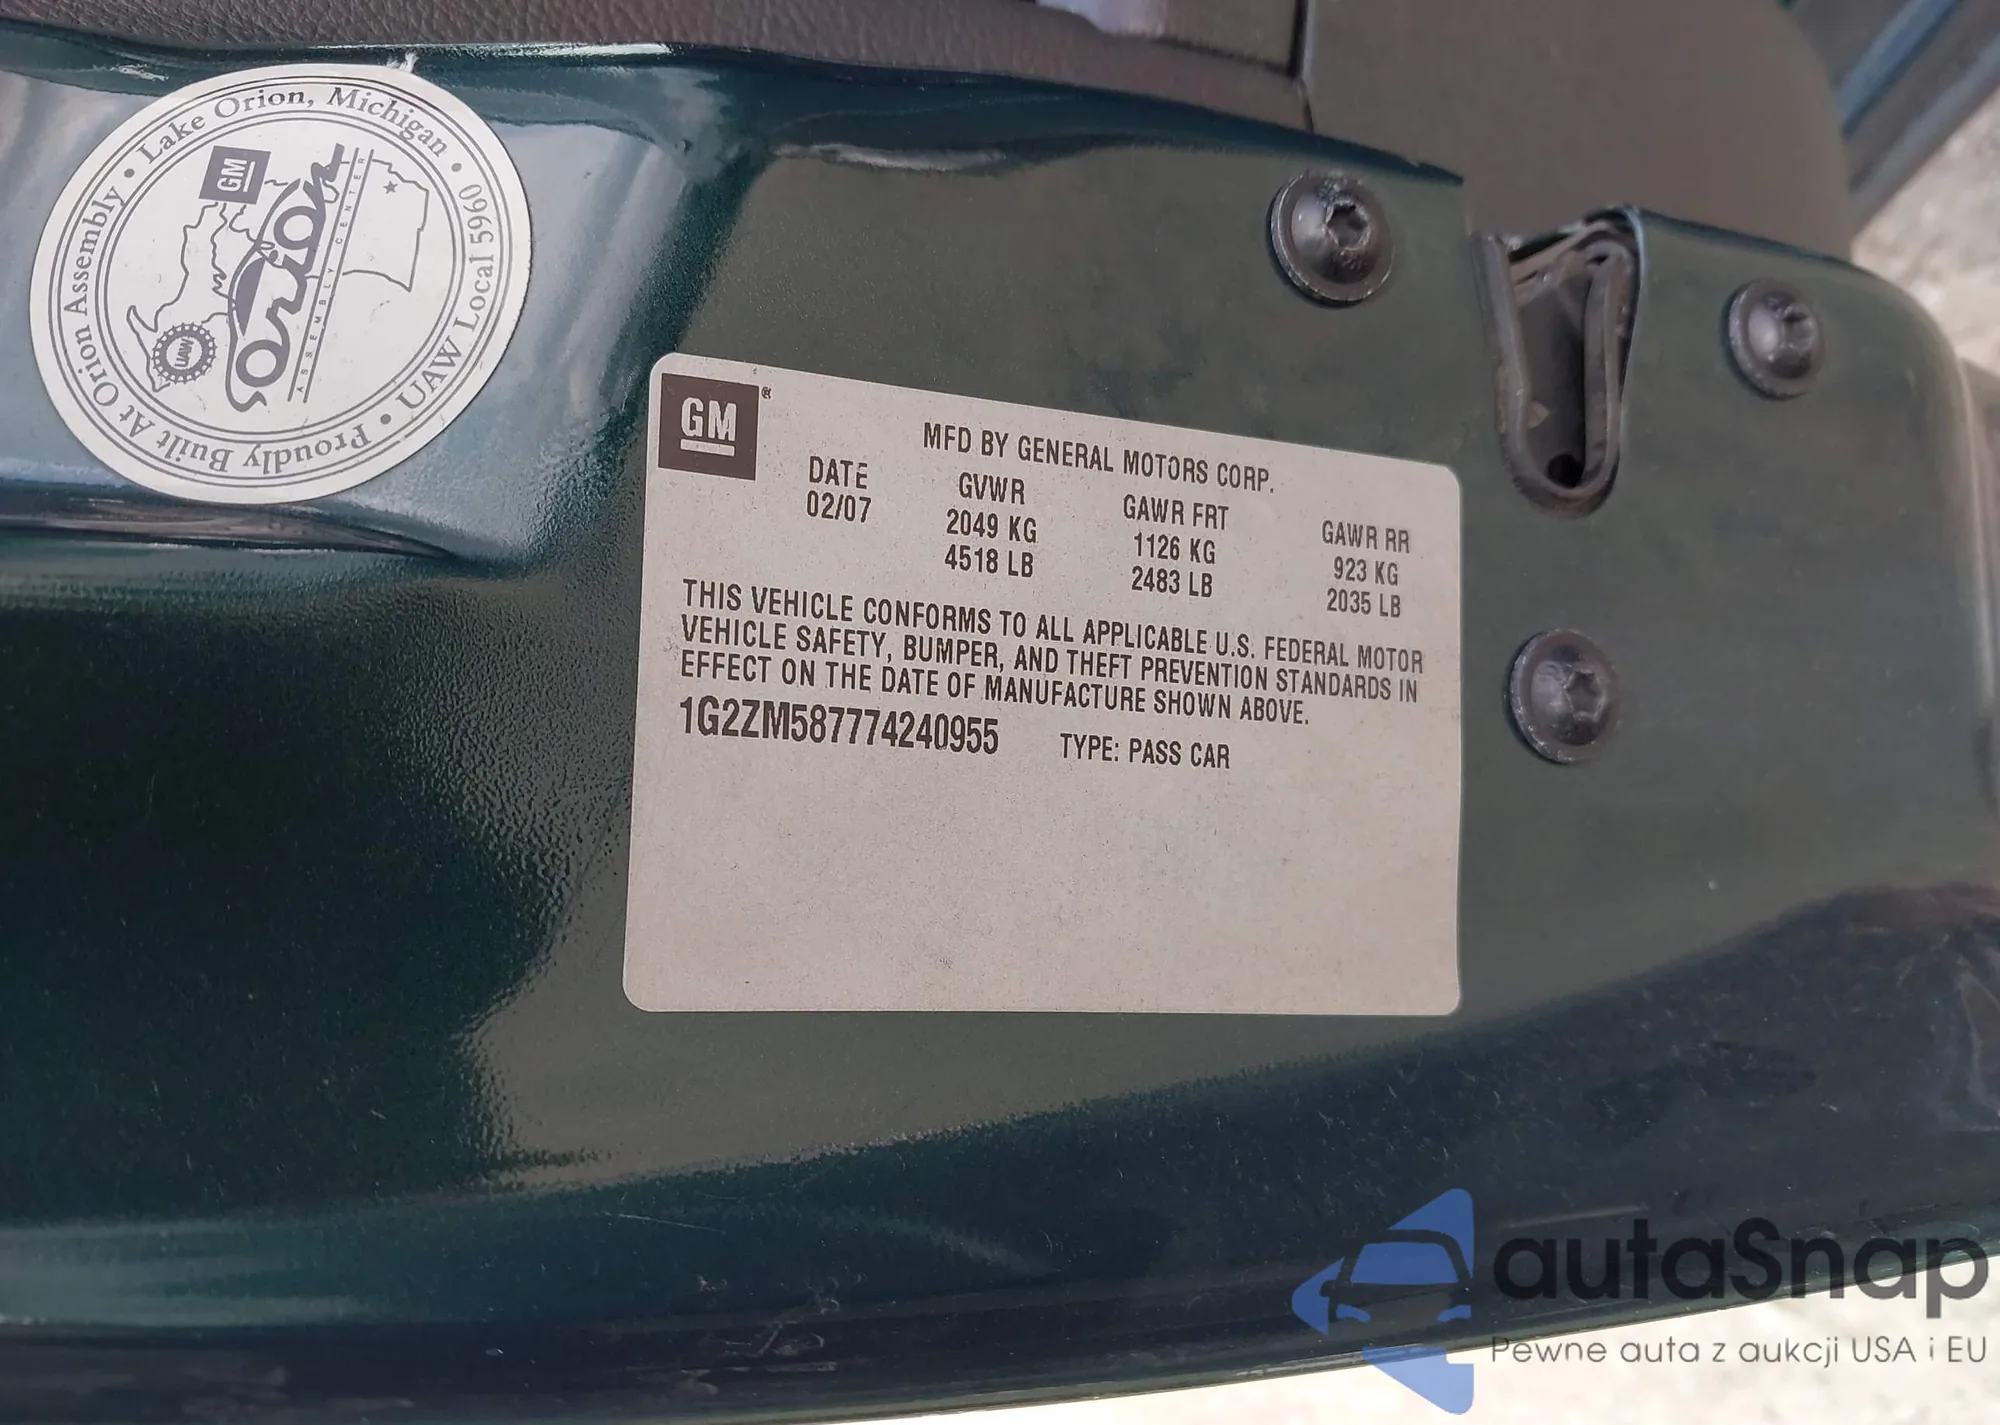 Proudly Built At Orion Assembly • Lake Orion, Michigan • UAW Local 5960 •
GM
Orion
ASSEMBLY CENTER
UAW
GM®
MFD BY GENERAL MOTORS CORP.
DATE GVWR GAWR FRT GAWR RR
02/07 2049 KG 1126 KG 923 KG
4518 LB 2483 LB 2035 LB
THIS VEHICLE CONFORMS TO ALL APPLICABLE U.S. FEDERAL MOTOR
VEHICLE SAFETY, BUMPER, AND THEFT PREVENTION STANDARDS IN
EFFECT ON THE DATE OF MANUFACTURE SHOWN ABOVE.
1G2ZM587774240955 TYPE: PASS CAR
autaSnap
Pewne auta z aukcji USA i EU